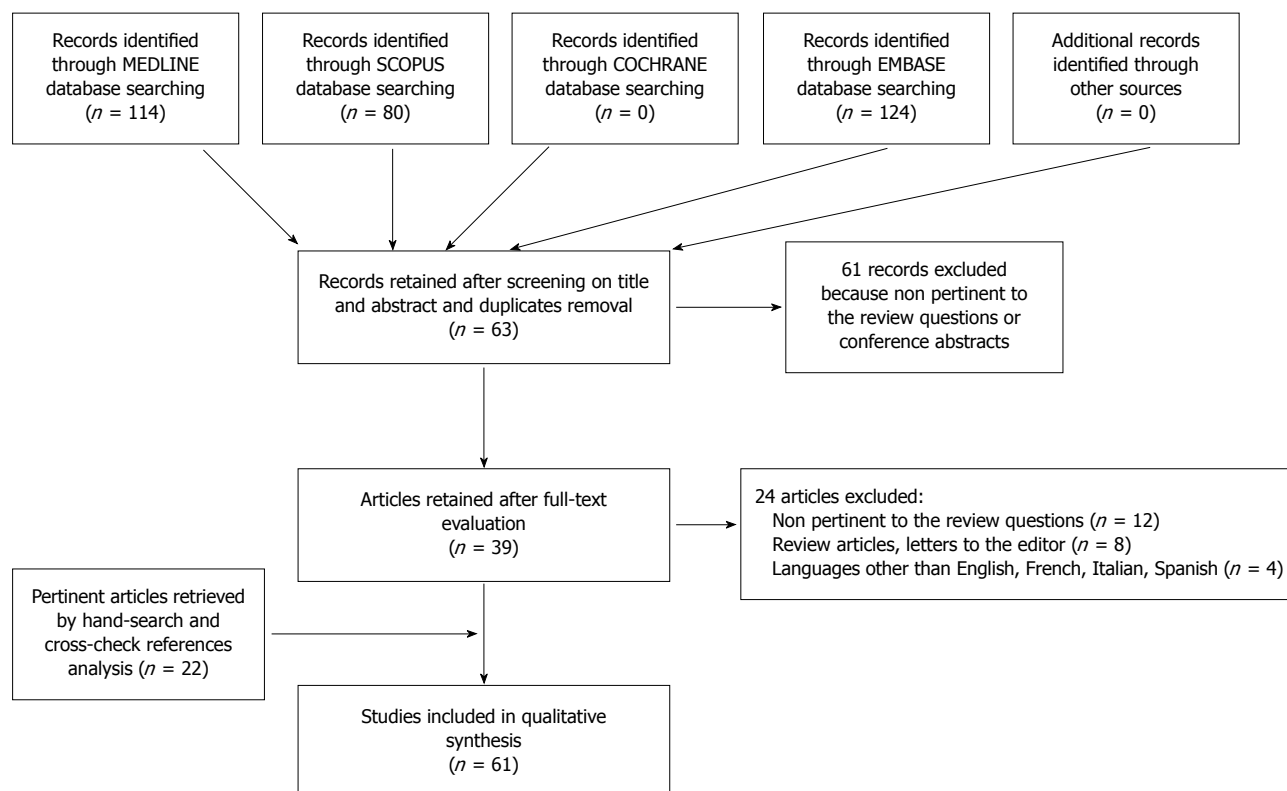 Records identified
through MEDLINE
database searching
(n = 114)
Records identified
through SCOPUS
database searching
(n = 80)
Records identified
through COCHRANE
database searching
(n = 0)
Records identified
through EMBASE
database searching
(n = 124)
Additional records
identified through
other sources
(n = 0)
Records retained after screening on title
and abstract and duplicates removal
(n = 63)
61 records excluded
because non pertinent to
the review questions or
conference abstracts
Articles retained after full-text
evaluation
(n = 39)
24 articles excluded:
Non pertinent to the review questions (n = 12)
Review articles, letters to the editor (n = 8)
Languages other than English, French, Italian, Spanish (n = 4)
Pertinent articles retrieved
by hand-search and
cross-check references
analysis (n = 22)
Studies included in qualitative
synthesis
(n = 61)